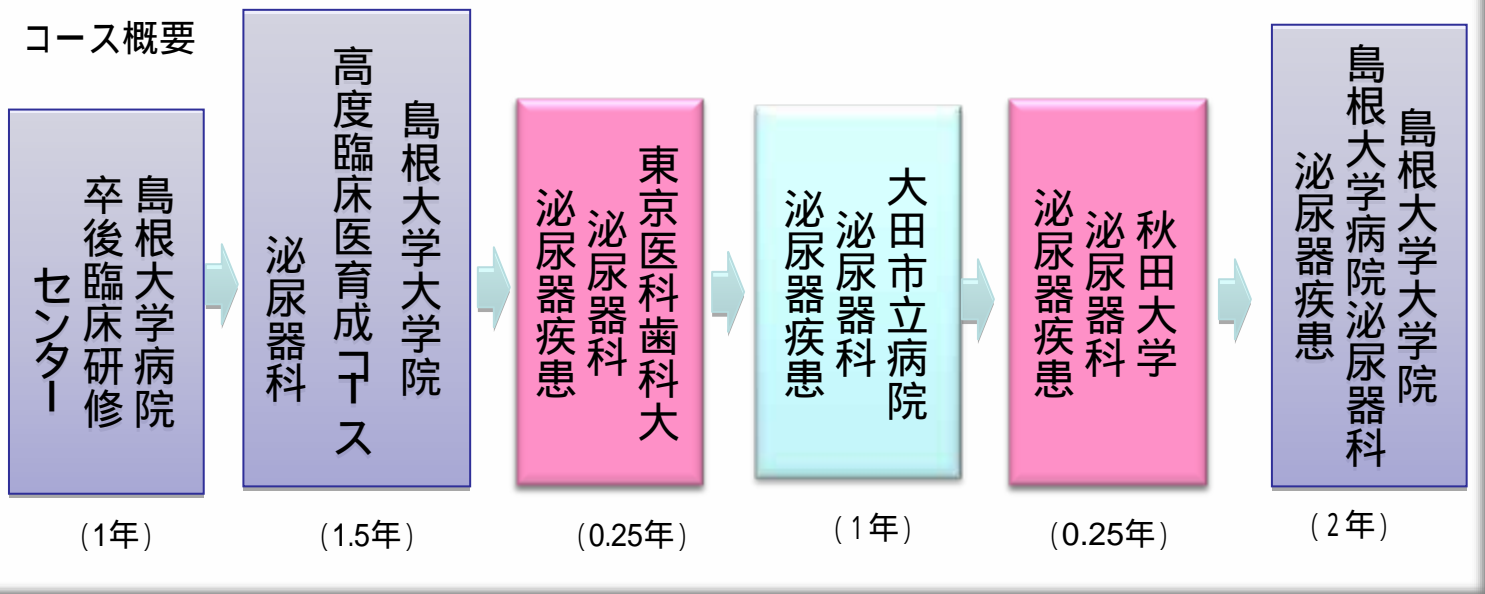 コース概要
島根大学病院
卒後臨床研修
センター
島根大学大学院
高度臨床医育成コース
泌尿器科
東京医科歯科大
泌尿器科
泌尿器疾患
大田市立病院
泌尿器科
泌尿器疾患
秋田大学
泌尿器科
泌尿器疾患
島根大学大学院
島根大学病院泌尿器科
泌尿器疾患
(1年)
(1.5年)
(0.25年)
(1年)
(0.25年)
(2年)